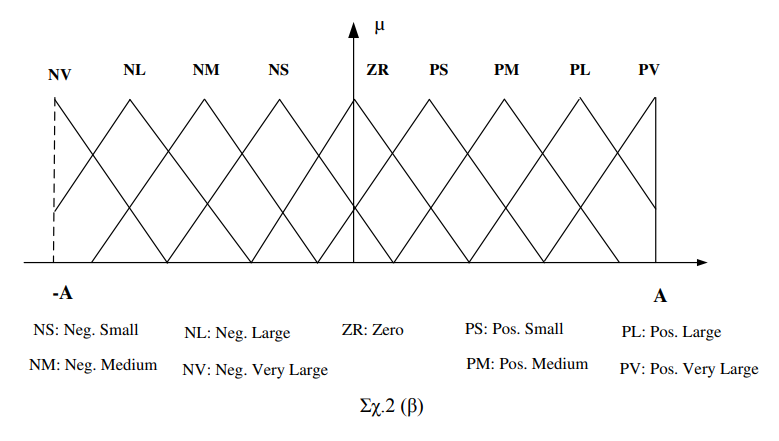 μ
NV NL NM NS ZR PS PM PL PV
-A A
NS: Neg. Small NL: Neg. Large ZR: Zero PS: Pos. Small PL: Pos. Large
NM: Neg. Medium NV: Neg. Very Large PM: Pos. Medium PV: Pos. Very Large
Σχ.2 (β)